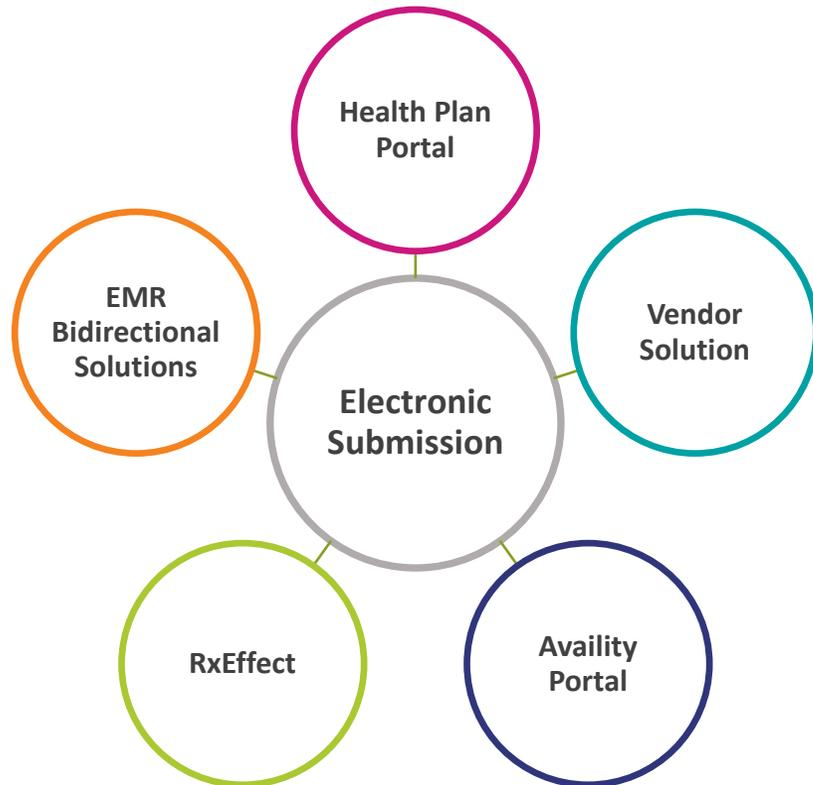 Health Plan
Portal
EMR
Bidirectional
Solutions
Vendor
Solution
Electronic
Submission
RxEffect
Availity
Portal